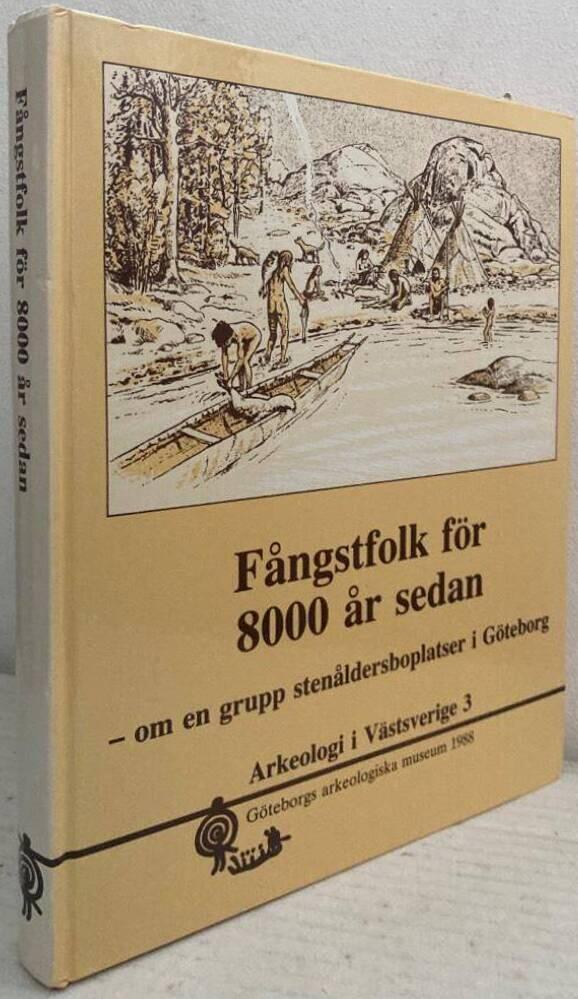 Fångstfolk för 8000 år sedan
Fångstfolk för
8000 år sedan
– om en grupp stenåldersboplatser i Göteborg
Arkeologi i Västsverige 3
Göteborgs arkeologiska museum 1988